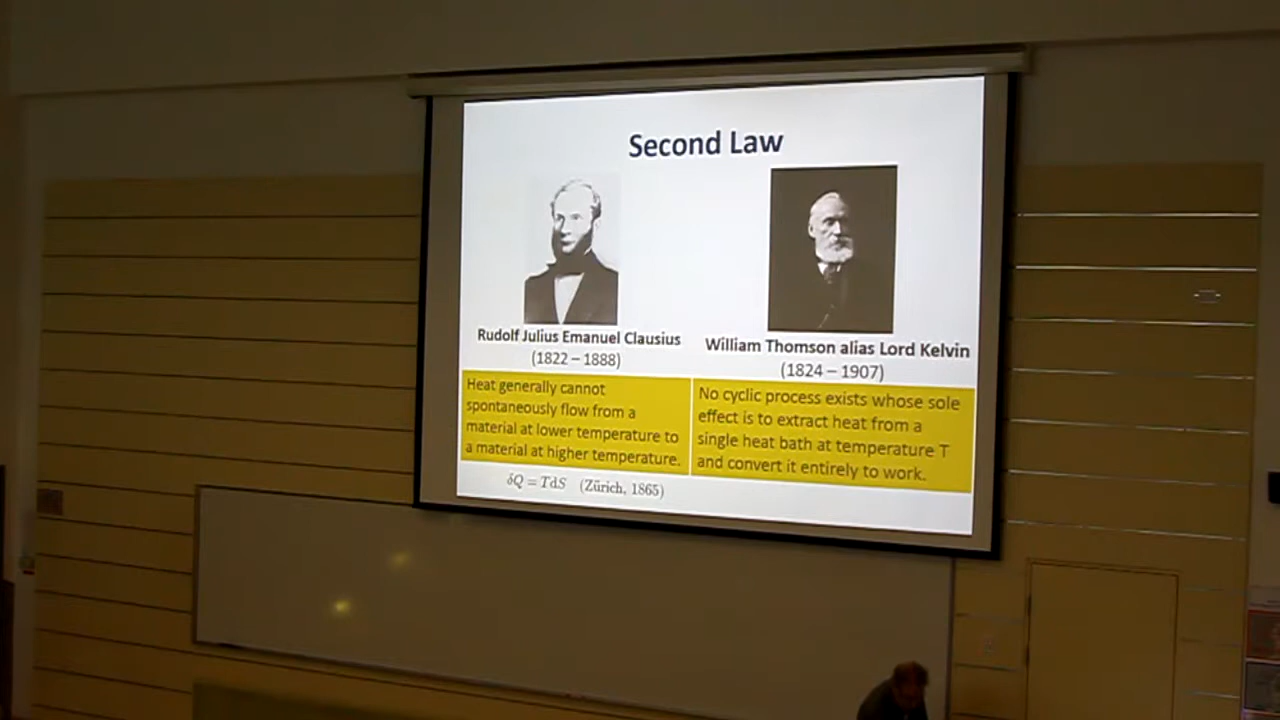 Second Law
Rudolf Julius Emanuel Clausius
(1822 – 1888)
Heat generally cannot
spontaneously flow from a
material at lower temperature to
a material at higher temperature.
δQ = TdS (Zürich, 1865)
William Thomson alias Lord Kelvin
(1824 – 1907)
No cyclic process exists whose sole
effect is to extract heat from a
single heat bath at temperature T
and convert it entirely to work.